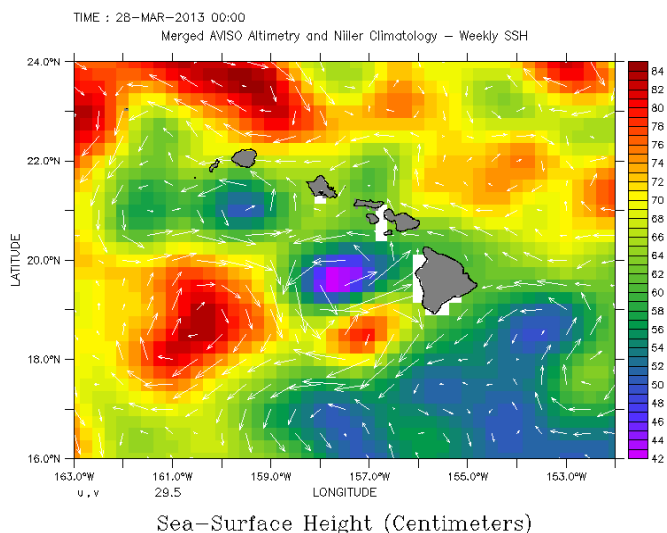 TIME : 28-MAR-2013 00:00
Merged AVISO Altimetry and Niiler Climatology - Weekly SSH
24.0°N
22.0°N
20.0°N
18.0°N
16.0°N
LATITUDE
163.0°W 161.0°W 159.0°W 157.0°W 155.0°W 153.0°W
u,v 29.5 LONGITUDE
84
82
80
78
76
74
72
70
68
66
64
62
60
58
56
54
52
50
48
46
44
42
Sea-Surface Height (Centimeters)